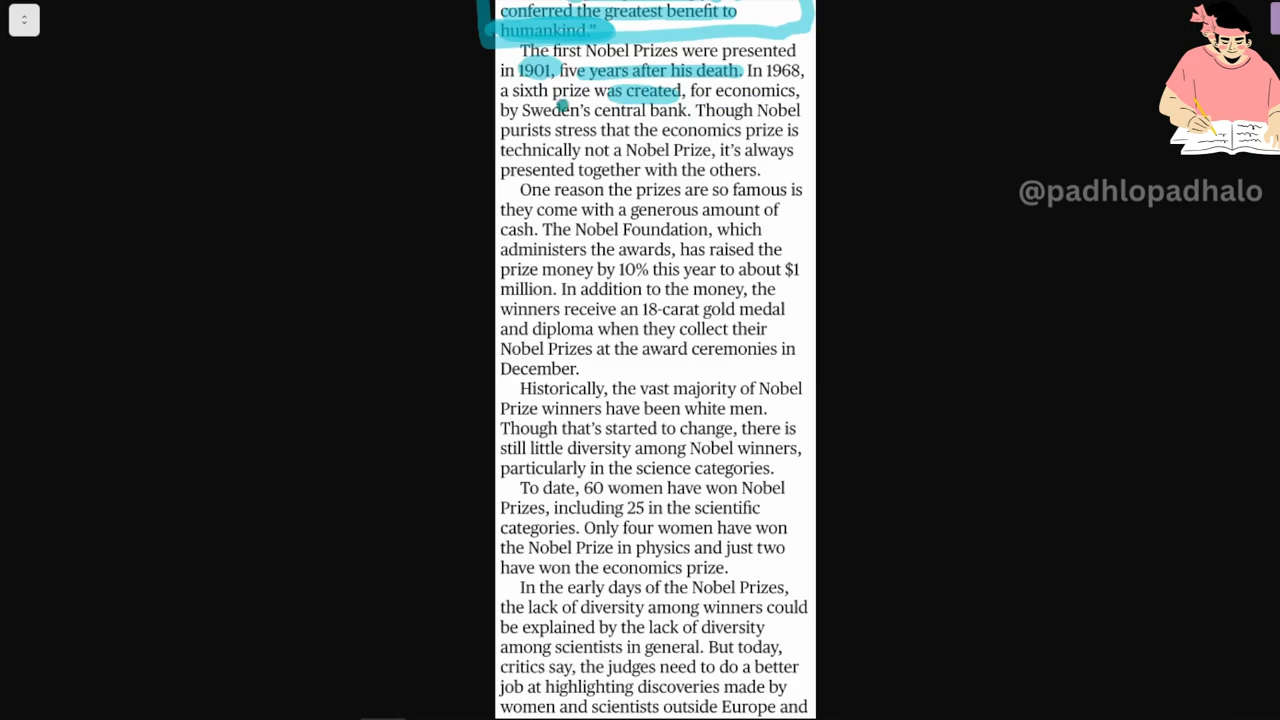 conferred the greatest benefit to
humankind.”
The first Nobel Prizes were presented
in 1901, five years after his death. In 1968,
a sixth prize was created, for economics,
by Sweden’s central bank. Though Nobel
purists stress that the economics prize is
technically not a Nobel Prize, it’s always
presented together with the others.
One reason the prizes are so famous is
they come with a generous amount of
cash. The Nobel Foundation, which
administers the awards, has raised the
prize money by 10% this year to about $1
million. In addition to the money, the
winners receive an 18-carat gold medal
and diploma when they collect their
Nobel Prizes at the award ceremonies in
December.
Historically, the vast majority of Nobel
Prize winners have been white men.
Though that’s started to change, there is
still little diversity among Nobel winners,
particularly in the science categories.
To date, 60 women have won Nobel
Prizes, including 25 in the scientific
categories. Only four women have won
the Nobel Prize in physics and just two
have won the economics prize.
In the early days of the Nobel Prizes,
the lack of diversity among winners could
be explained by the lack of diversity
among scientists in general. But today,
critics say, the judges need to do a better
job at highlighting discoveries made by
women and scientists outside Europe and
@padhlopadhalo